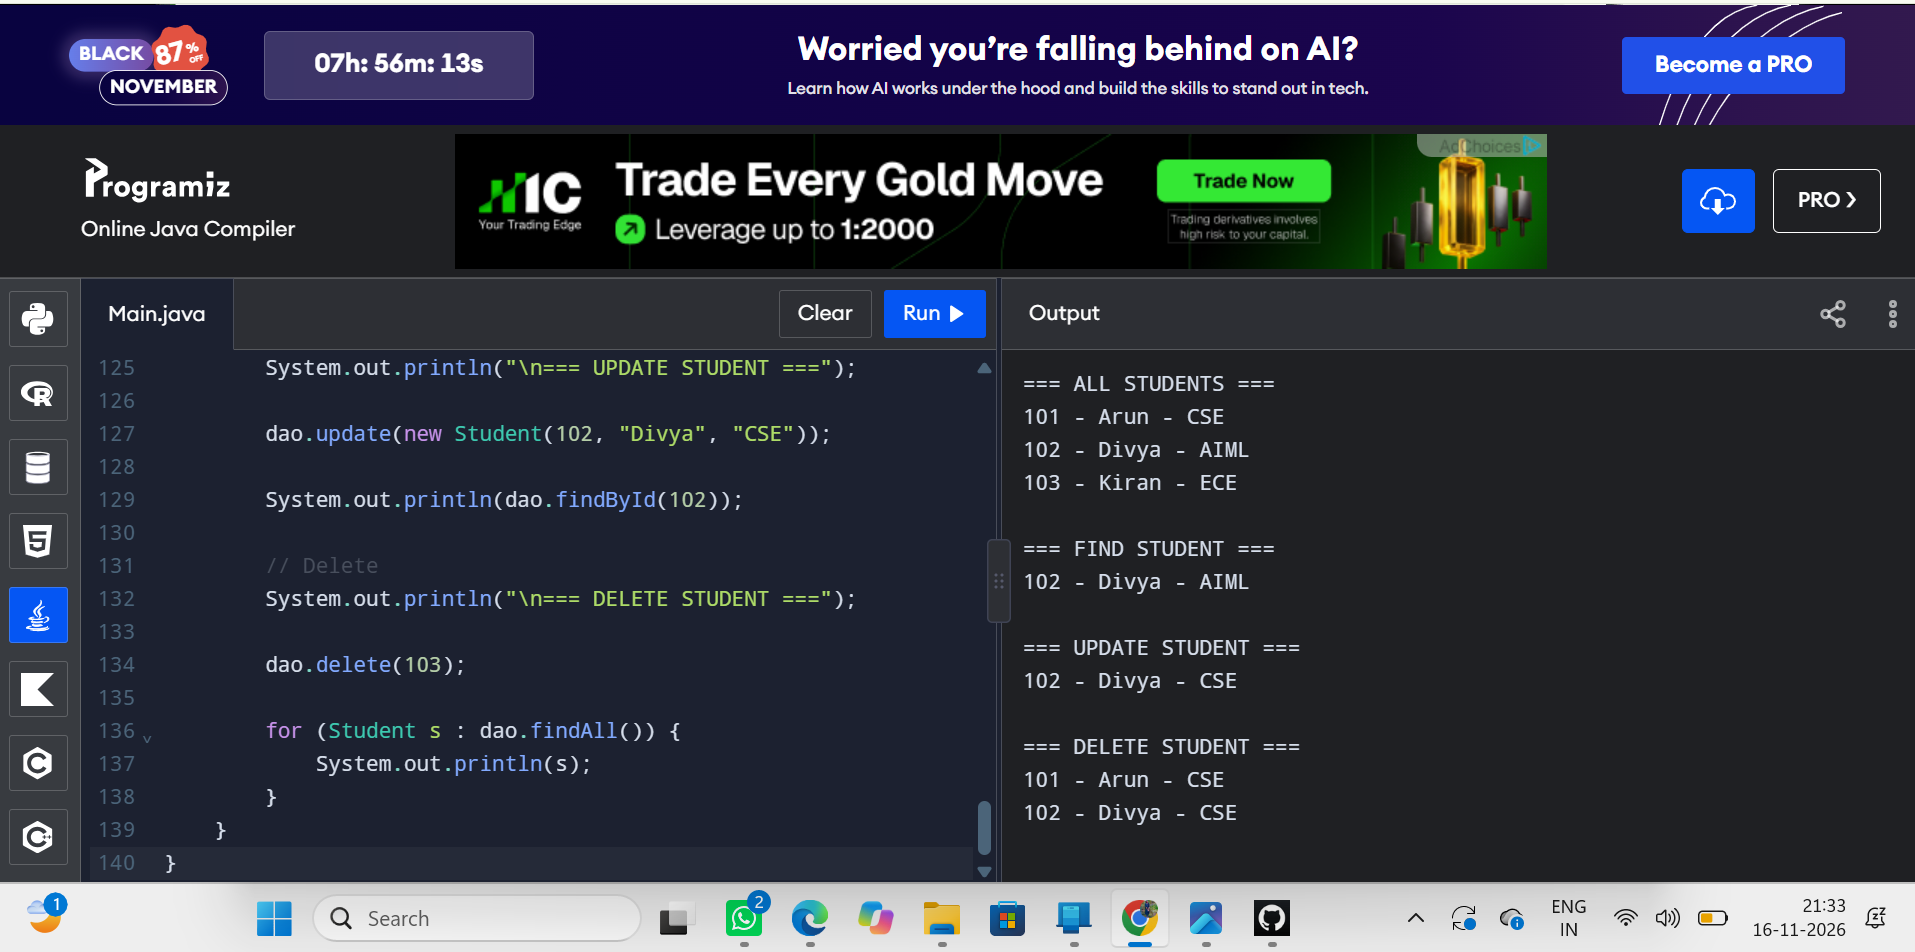 BLACK 87% OFF
NOVEMBER
07h: 56m: 13s
Worried you're falling behind on AI?
Learn how AI works under the hood and build the skills to stand out in tech.
Become a PRO
Programiz
Online Java Compiler
HIC
Your Trading Edge
Trade Every Gold Move
Leverage up to 1:2000
Trade Now
Trading derivatives involves
high risk to your capital.
AdChoices
PRO
Main.java
Clear
Run
125 System.out.println("\n=== UPDATE STUDENT ===");
126
127 dao.update(new Student(102, "Divya", "CSE"));
128
129 System.out.println(dao.findById(102));
130
131 // Delete
132 System.out.println("\n=== DELETE STUDENT ===");
133
134 dao.delete(103);
135
136 for (Student s : dao.findAll()) {
137 System.out.println(s);
138 }
139 }
140 }
Output
=== ALL STUDENTS ===
101 - Arun - CSE
102 - Divya - AIML
103 - Kiran - ECE
=== FIND STUDENT ===
102 - Divya - AIML
=== UPDATE STUDENT ===
102 - Divya - CSE
=== DELETE STUDENT ===
101 - Arun - CSE
102 - Divya - CSE
1
Search
2
ENG
IN
21:33
16-11-2026